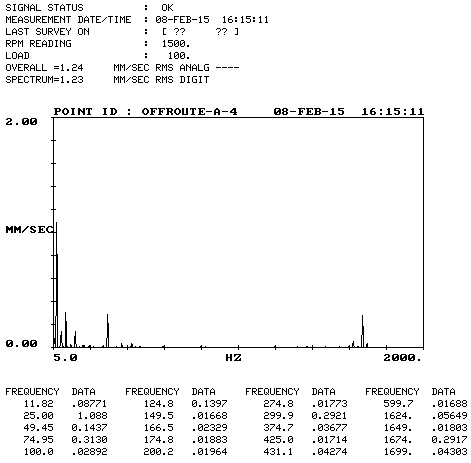 SIGNAL STATUS : OK
MEASUREMENT DATE/TIME : 08-FEB-15 16:15:11
LAST SURVEY ON : [ ?? ?? ]
RPM READING : 1500.
LOAD : 100.
OVERALL =1.24 MM/SEC RMS ANALG ----
SPECTRUM=1.23 MM/SEC RMS DIGIT
POINT ID : OFFROUTE-A-4 08-FEB-15 16:15:11
2.00
MM/SEC
0.00
5.0 HZ 2000.
FREQUENCY DATA FREQUENCY DATA FREQUENCY DATA FREQUENCY DATA
11.82 .08771 124.8 0.1397 274.8 .01773 599.7 .01688
25.00 1.088 149.5 .01668 299.9 0.2921 1624. .05649
49.45 0.1437 166.5 .02329 374.7 .03677 1649. .01803
74.95 0.3130 174.8 .01883 425.0 .01714 1674. 0.2917
100.0 .02892 200.2 .01964 431.1 .04274 1699. .04303